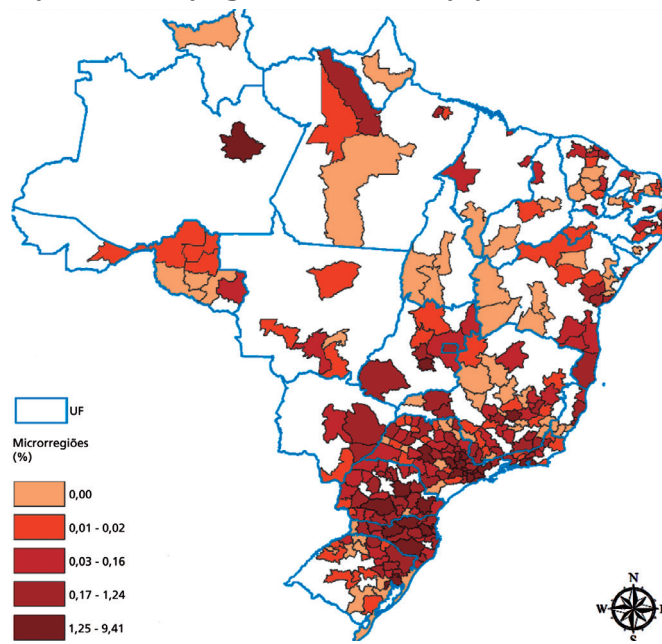 UF
Microrregiões
(%)
0,00
0,01 - 0,02
0,03 - 0,16
0,17 - 1,24
1,25 - 9,41
N
W
S